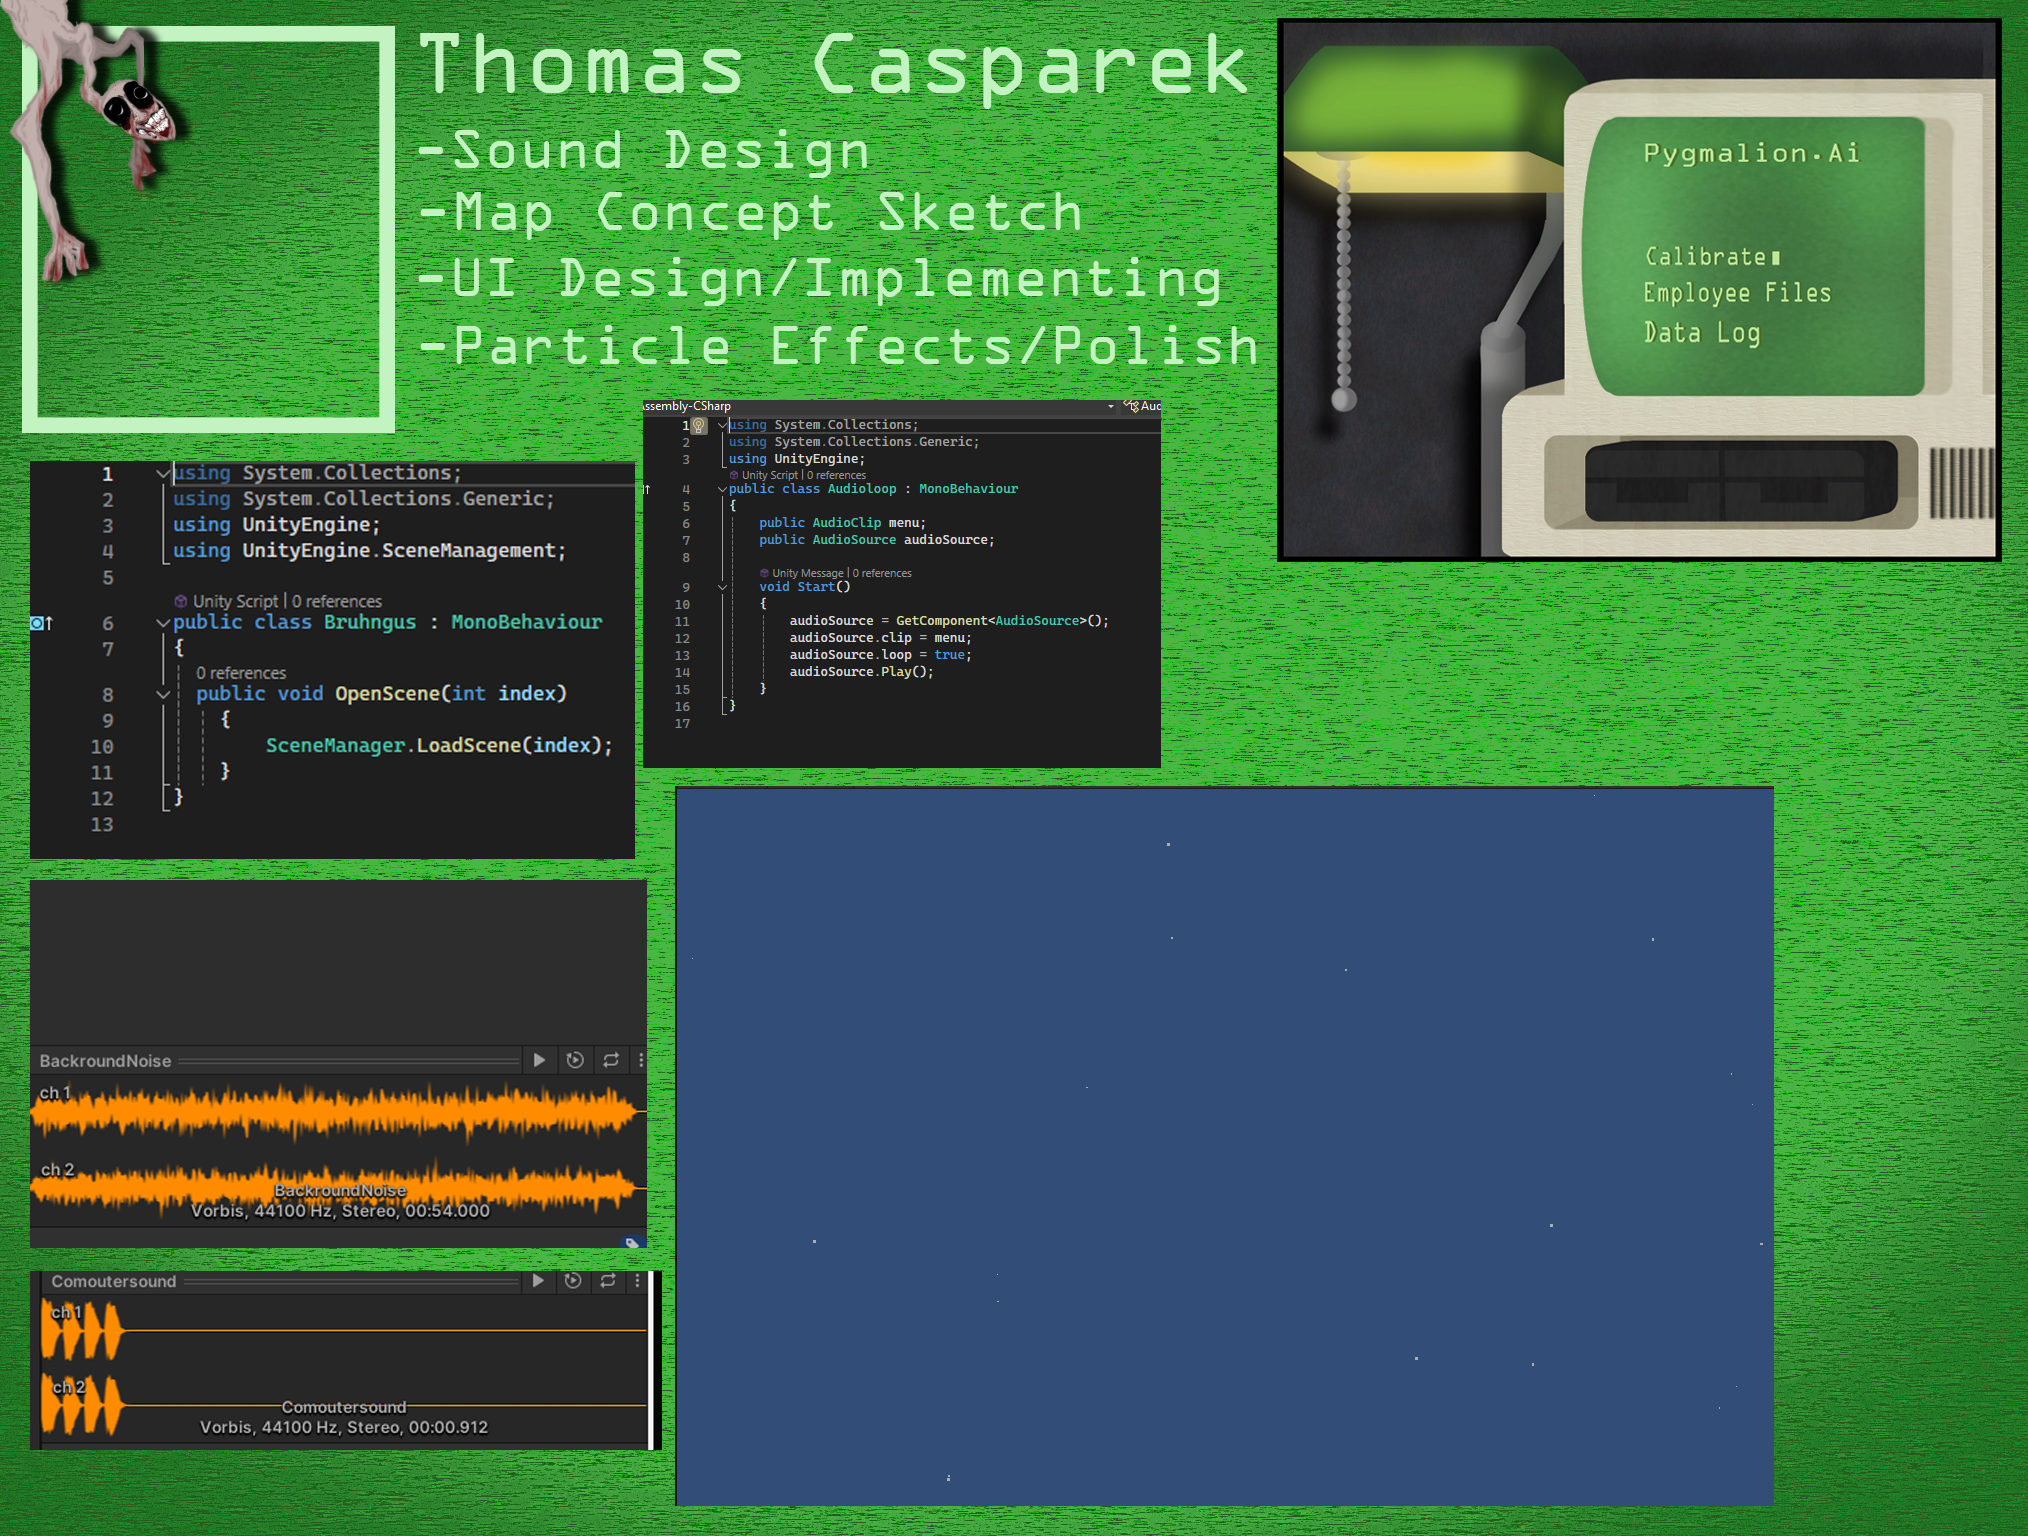 Thomas Casparek
-Sound Design
-Map Concept Sketch
-UI Design/Implementing
-Particle Effects/Polish
Pygmalion.Ai
Calibrate
Employee Files
Data Log
1 using System.Collections;
2 using System.Collections.Generic;
3 using UnityEngine;
4 using UnityEngine.SceneManagement;
5
Unity Script | 0 references
6 public class Bruhngus : MonoBehaviour
7 {
0 references
8 public void OpenScene(int index)
9 {
10 SceneManager.LoadScene(index);
11 }
12 }
13
ssembly-CSharp Aud
1 using System.Collections;
2 using System.Collections.Generic;
3 using UnityEngine;
Unity Script | 0 references
4 public class Audioloop : MonoBehaviour
5 {
6 public AudioClip menu;
7 public AudioSource audioSource;
8
Unity Message | 0 references
9 void Start()
10 {
11 audioSource = GetComponent<AudioSource>();
12 audioSource.clip = menu;
13 audioSource.loop = true;
14 audioSource.Play();
15 }
16 }
17
BackroundNoise
ch 1
ch 2
BackroundNoise
Vorbis, 44100 Hz, Stereo, 00:54.000
Comoutersound
ch 1
ch 2
Comoutersound
Vorbis, 44100 Hz, Stereo, 00:00.912